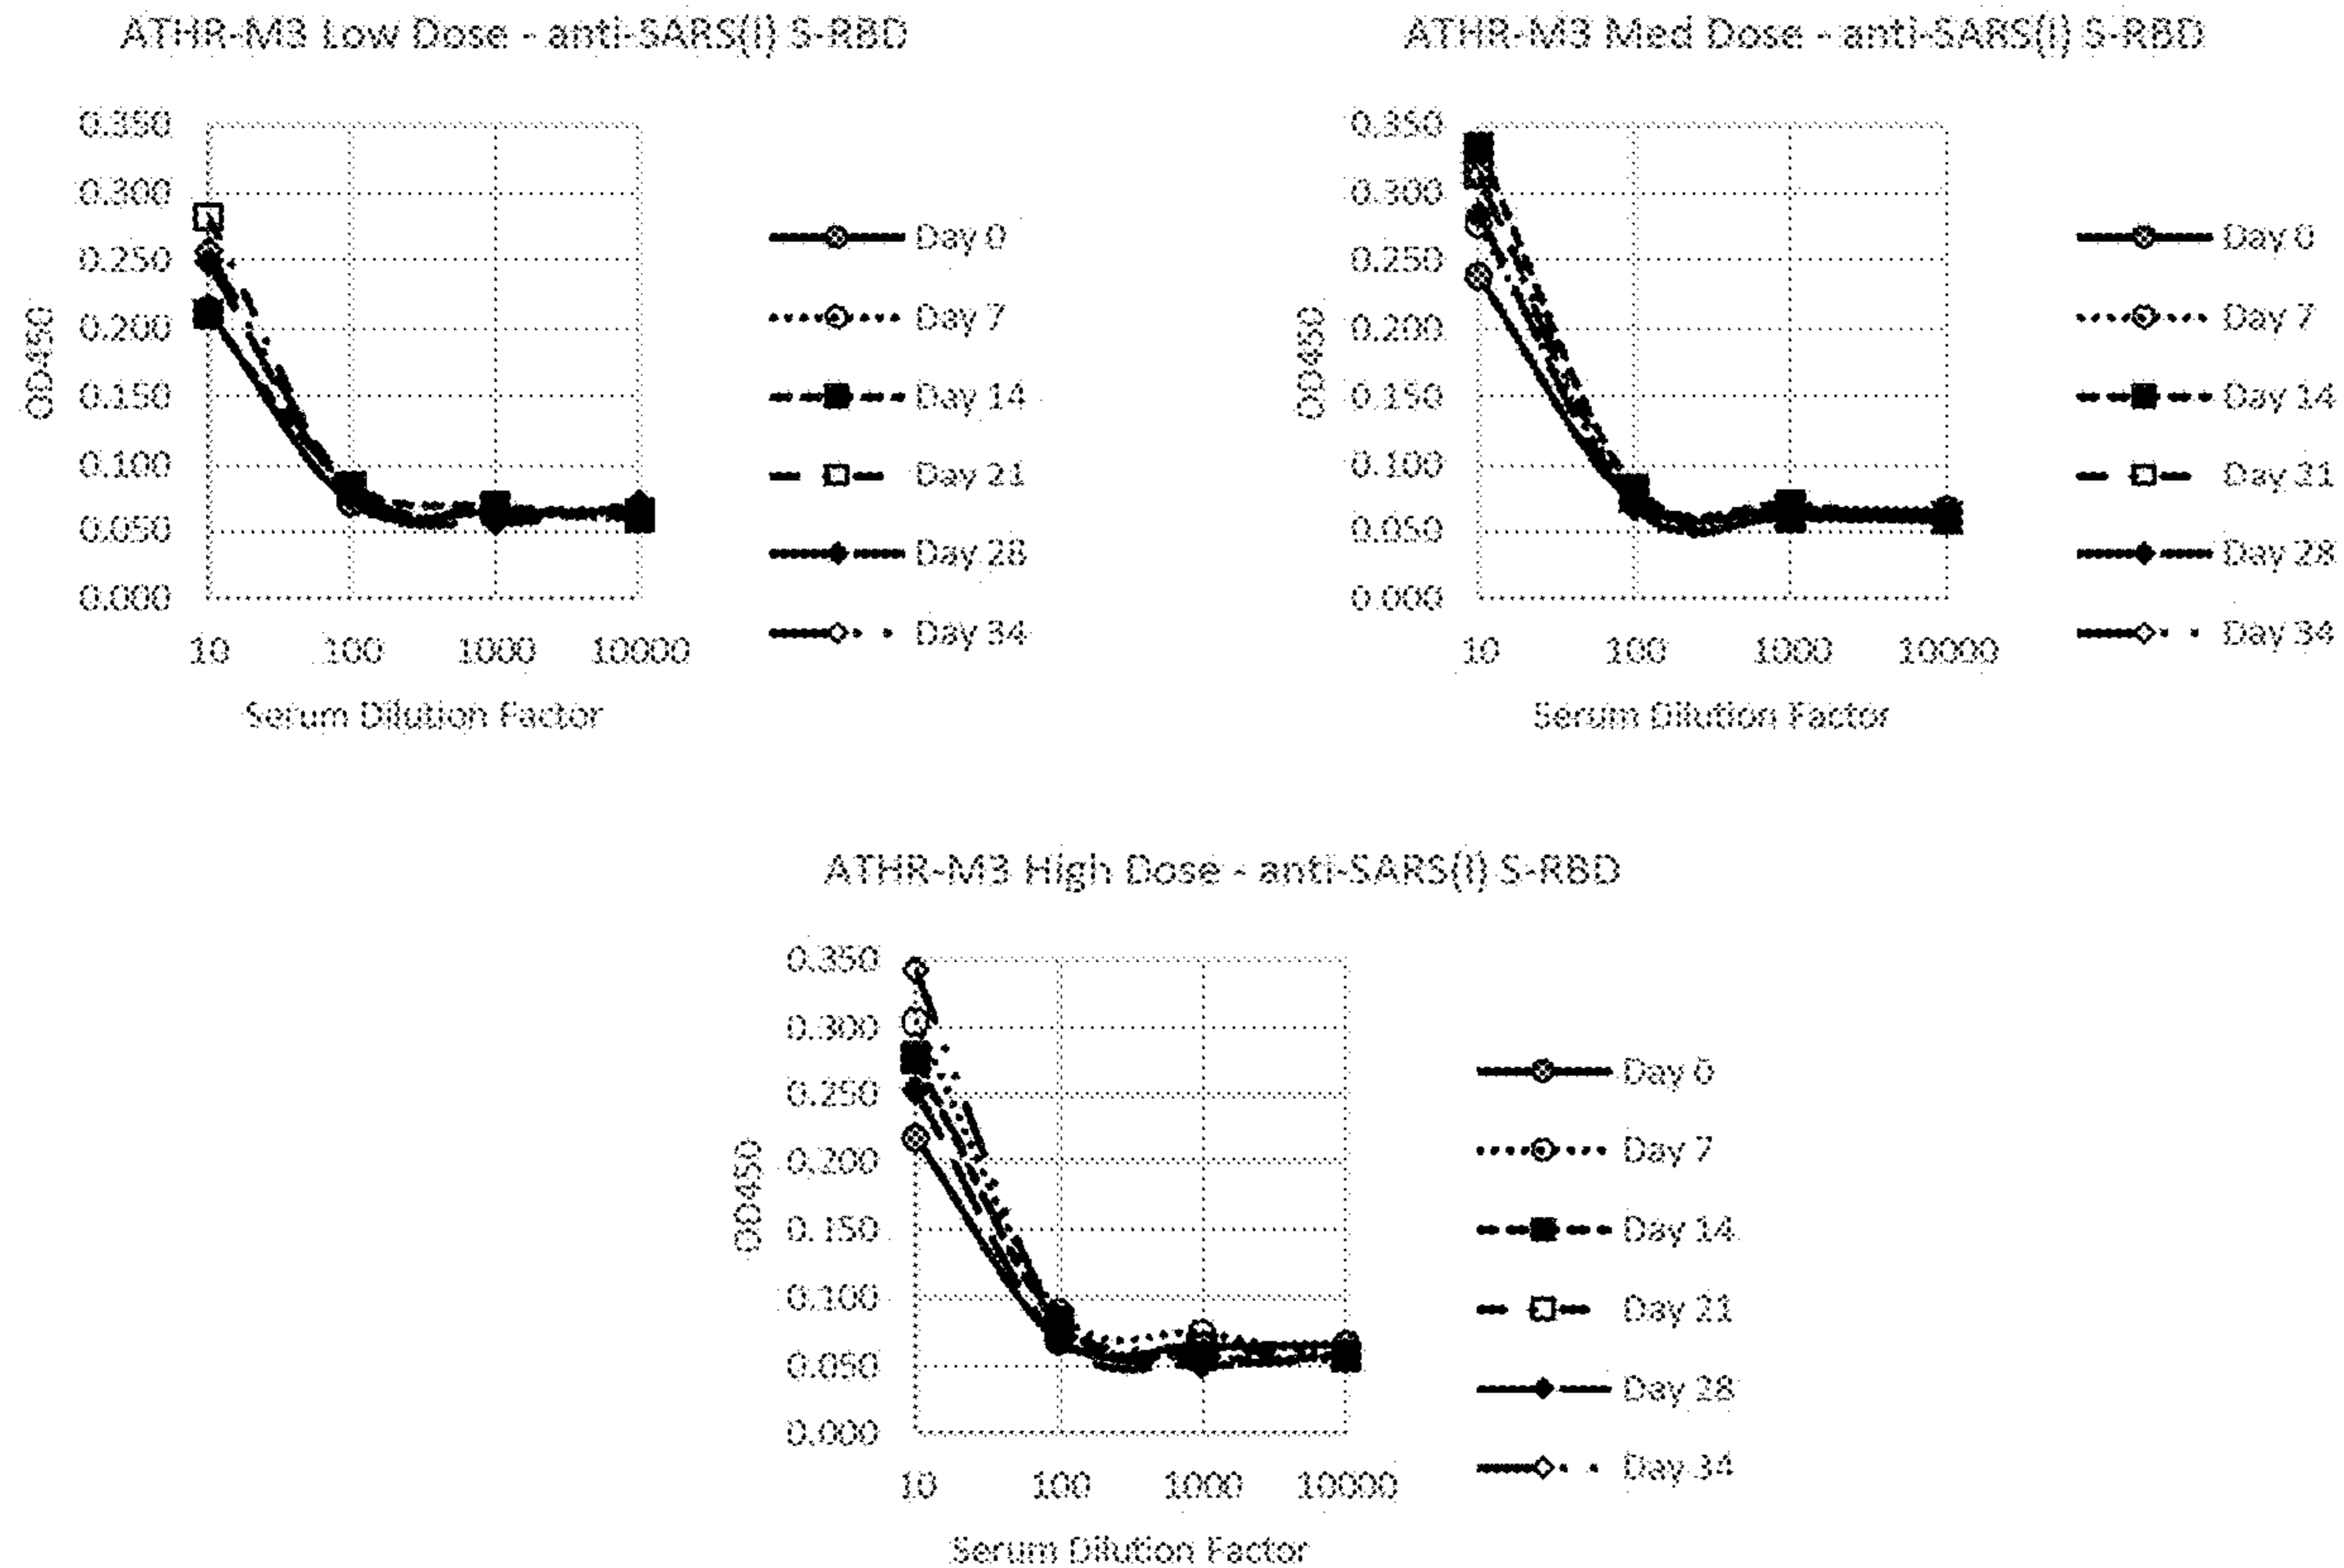 ATHR-M3 Low Dose - anti-SARS(I) S-RBD
0.350
0.300
0.250
0.200
0.150
0.100
0.050
0.000
OD450
10 100 1000 10000
Serum Dilution Factor
Day 0
Day 7
Day 14
Day 21
Day 28
Day 34
ATHR-M3 Med Dose - anti-SARS(I) S-RBD
0.350
0.300
0.250
0.200
0.150
0.100
0.050
0.000
OD450
10 100 1000 10000
Serum Dilution Factor
Day 0
Day 7
Day 14
Day 21
Day 28
Day 34
ATHR-M3 High Dose - anti-SARS(I) S-RBD
0.350
0.300
0.250
0.200
0.150
0.100
0.050
0.000
OD450
10 100 1000 10000
Serum Dilution Factor
Day 0
Day 7
Day 14
Day 21
Day 28
Day 34